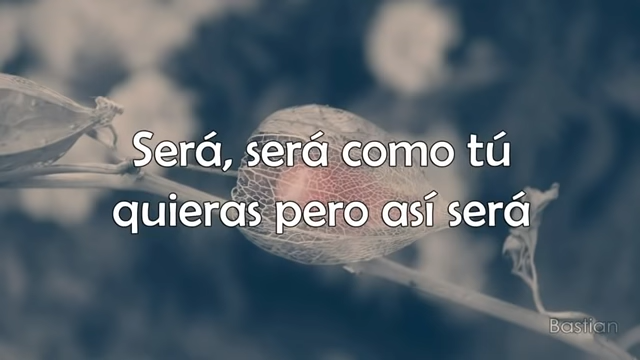 Será, será como tú
quieras pero así será
Bastian